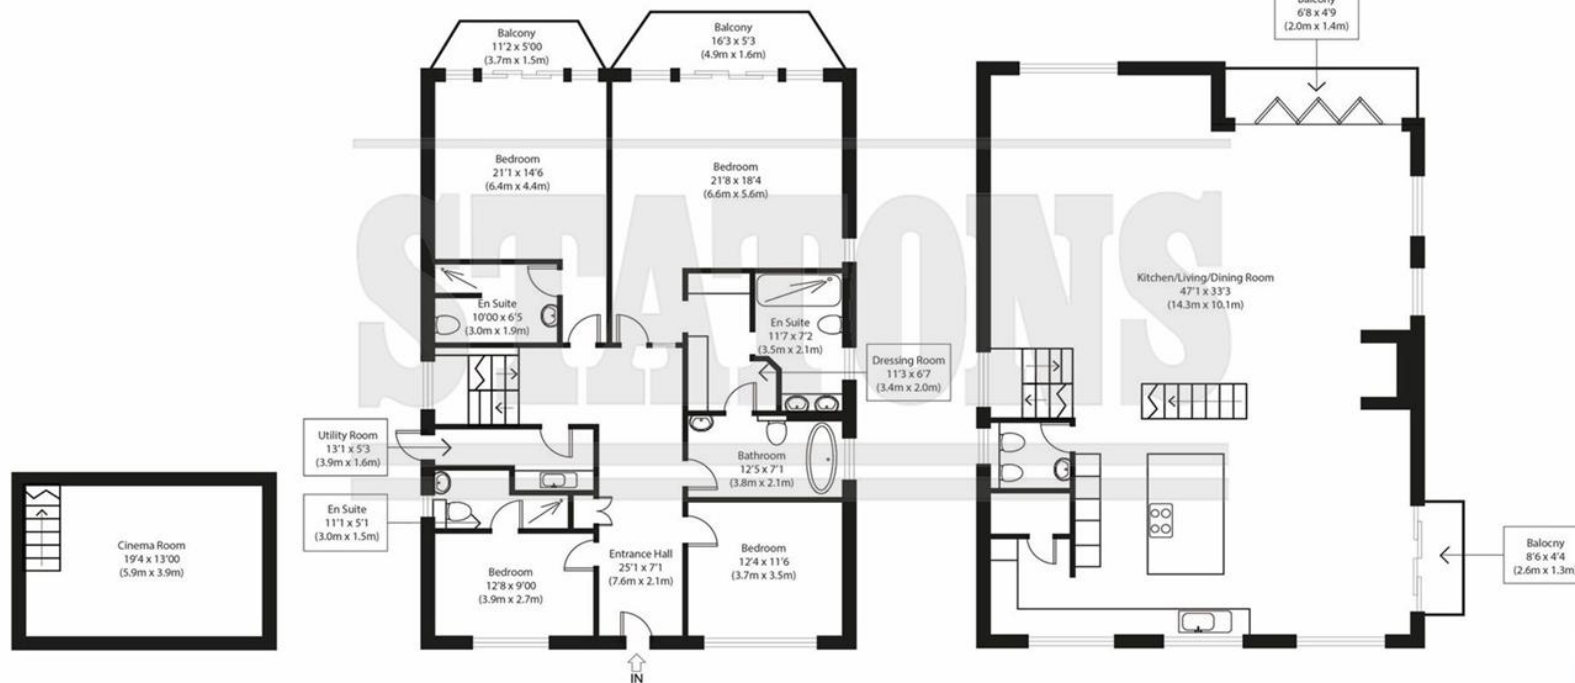 Balcony
11'2 x 5'00
(3.7m x 1.5m)
Balcony
16'3 x 5'3
(4.9m x 1.6m)
Balcony
6'8 x 4'9
(2.0m x 1.4m)
Bedroom
21'1 x 14'6
(6.4m x 4.4m)
Bedroom
21'8 x 18'4
(6.6m x 5.6m)
STATONS
Kitchen/Living/Dining Room
47'1 x 33'3
(14.3m x 10.1m)
En Suite
10'00 x 6'5
(3.0m x 1.9m)
En Suite
11'7 x 7'2
(3.5m x 2.1m)
Dressing Room
11'3 x 6'7
(3.4m x 2.0m)
Utility Room
13'1 x 5'3
(3.9m x 1.6m)
Bathroom
12'5 x 7'1
(3.8m x 2.1m)
En Suite
11'1 x 5'1
(3.0m x 1.5m)
Cinema Room
19'4 x 13'00
(5.9m x 3.9m)
Bedroom
12'8 x 9'00
(3.9m x 2.7m)
Entrance Hall
25'1 x 7'1
(7.6m x 2.1m)
Bedroom
12'4 x 11'6
(3.7m x 3.5m)
Balocny
8'6 x 4'4
(2.6m x 1.3m)
IN